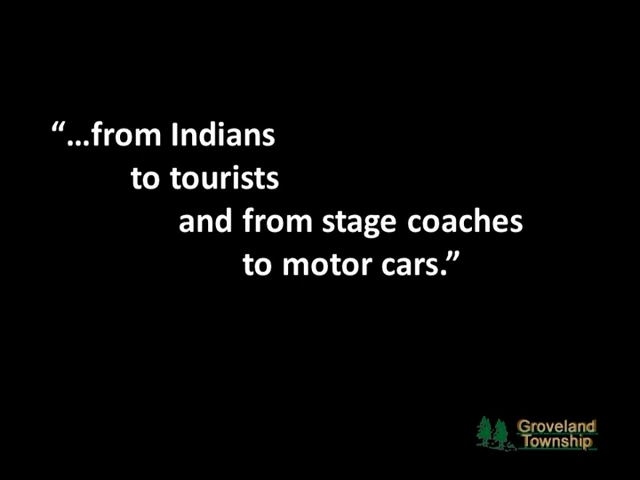 “...from Indians
to tourists
and from stage coaches
to motor cars.”
Groveland
Township